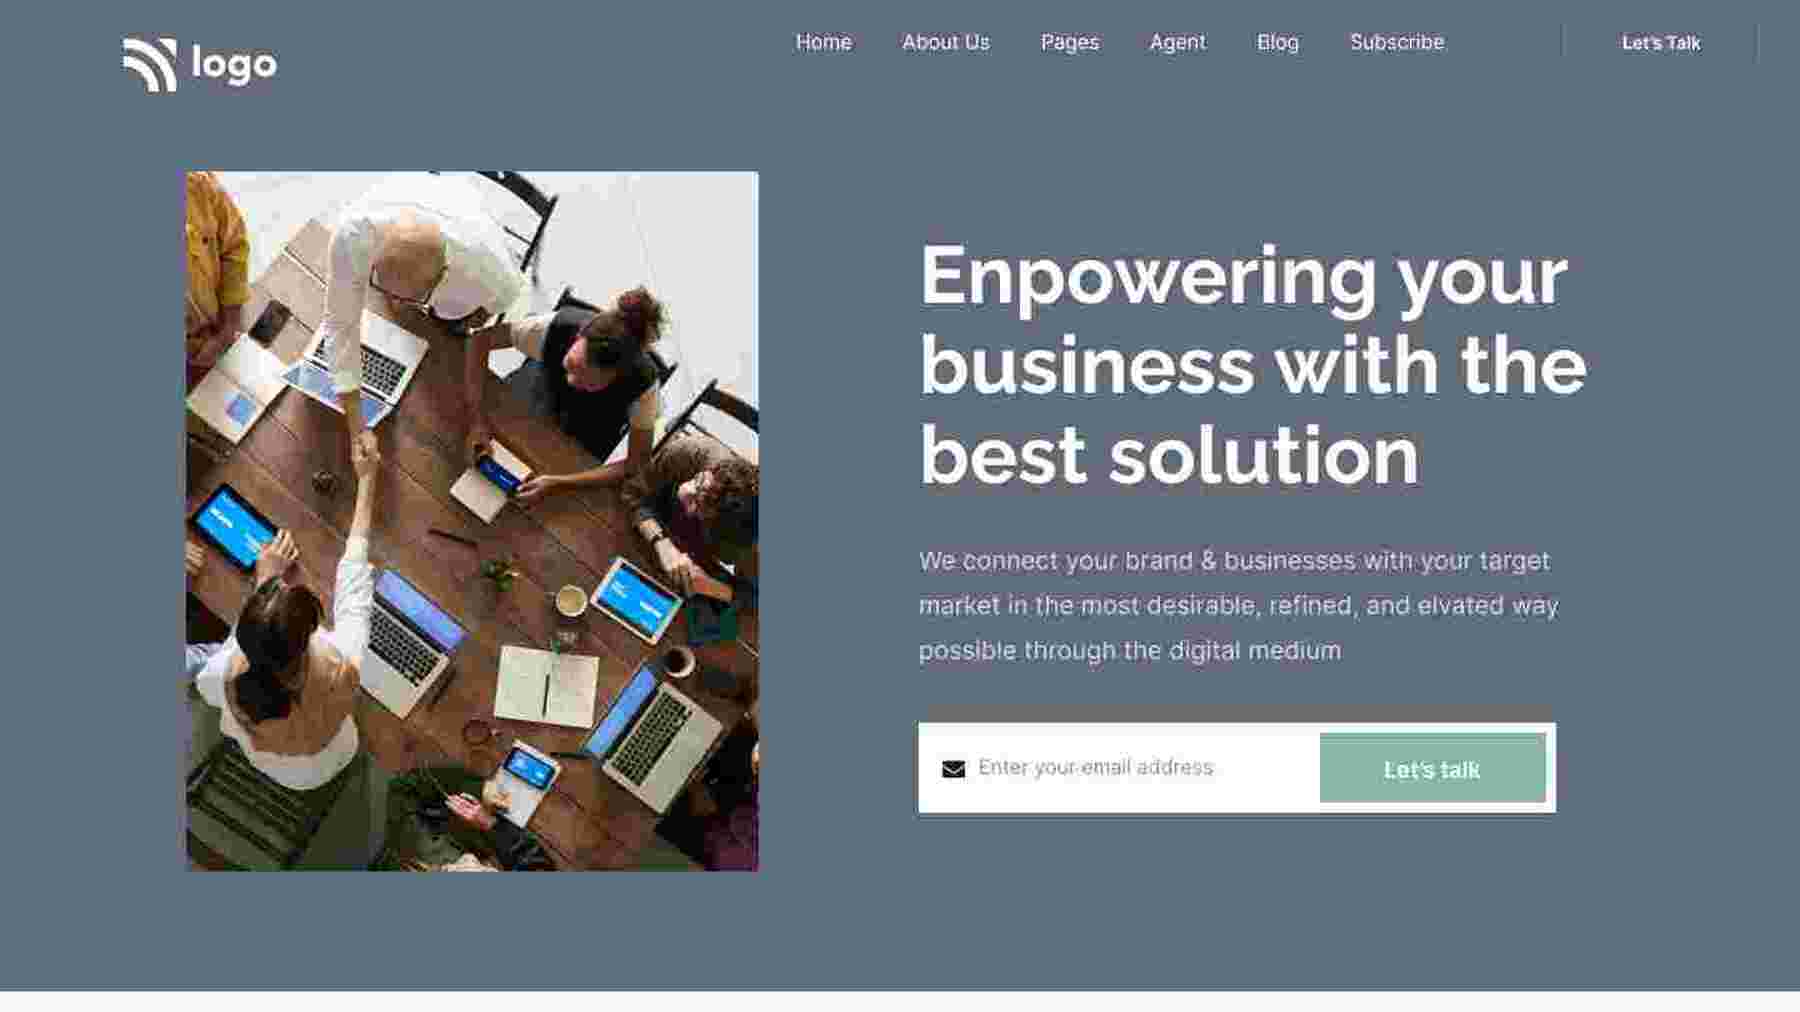 logo
Home About Us Pages Agent Blog Subscribe Let's Talk
Enpowering your
business with the
best solution
We connect your brand & businesses with your target
market in the most desirable, refined, and elvated way
possible through the digital medium
Enter your email address Let's talk